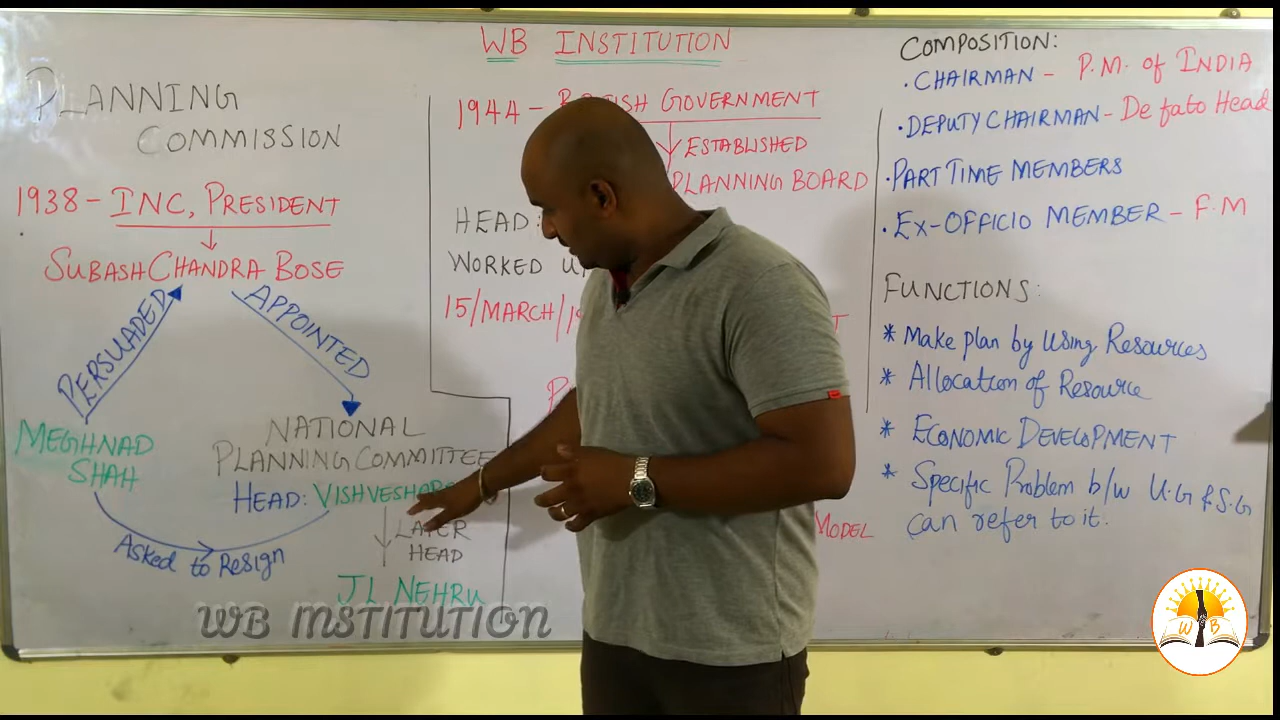 WB INSTITUTION
PLANNING
COMMISSION
1938 - INC, PRESIDENT
SUBASH CHANDRA BOSE
PERSUADED
APPOINTED
MEGHNAD
SHAH
NATIONAL
PLANNING COMMITTEE
HEAD:
Asked to Resign
LATER
HEAD
JL NEHRU
1944 - GOVERNMENT
ESTABLISHED
PLANNING BOARD
HEAD:
WORKED
15/MARCH/19
MODEL
COMPOSITION:
• CHAIRMAN - P.M. of INDIA
• DEPUTY CHAIRMAN - De fato Head
• PART TIME MEMBERS
• EX-OFFICIO MEMBER - F.M
FUNCTIONS:
* Make plan by Using Resources
* Allocation of Resource
* ECONOMIC DEVELOPMENT
* Specific Problem b/w U.G & S.G
can refer to it.
WB INSTITUTION
W B